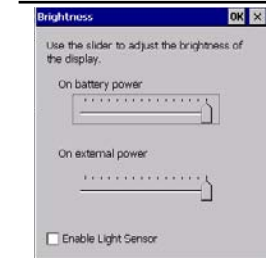 Brightness OK ×
Use the slider to adjust the brightness of
the display.
On battery power
On external power
Enable Light Sensor